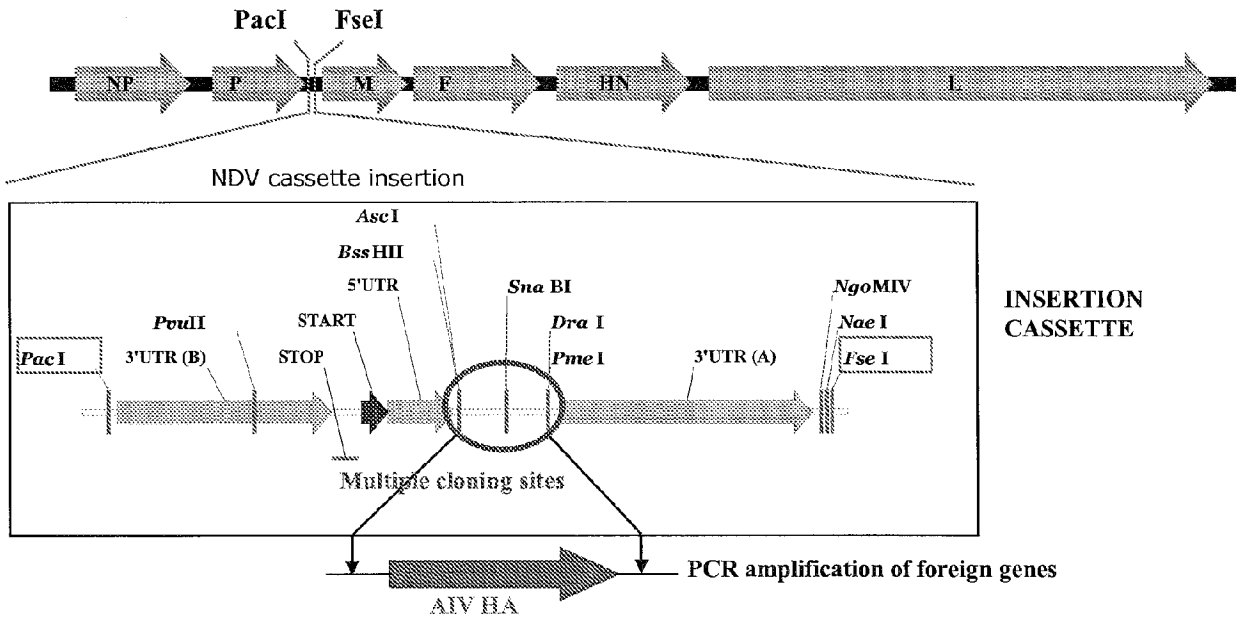 PacI FseI
NP P M F HN L
NDV cassette insertion
AscI
BssHII
5'UTR
SnaBI
NgoMIV
PvuII
START
DraI
NaeI
PacI
3'UTR (B)
STOP
PmeI
3'UTR (A)
FseI
INSERTION
CASSETTE
Multiple cloning sites
PCR amplification of foreign genes
AIV HA